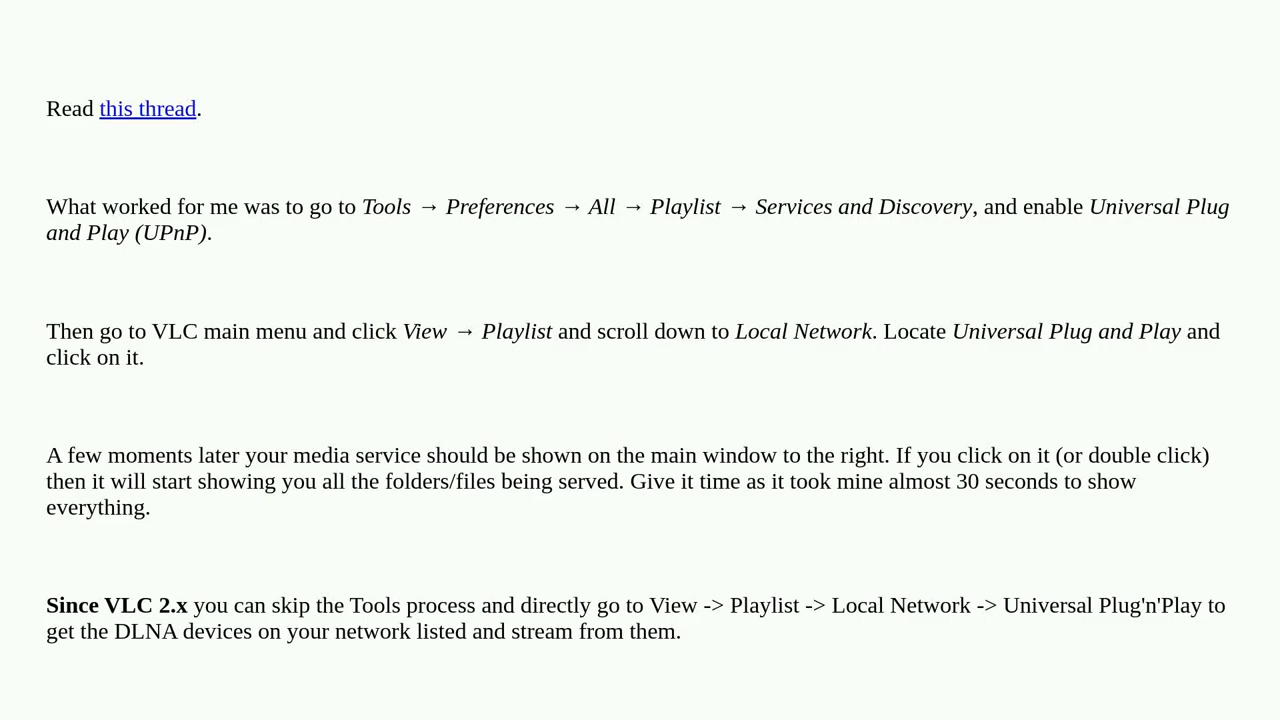 Read this thread.
What worked for me was to go to Tools → Preferences → All → Playlist → Services and Discovery, and enable Universal Plug
and Play (UPnP).
Then go to VLC main menu and click View → Playlist and scroll down to Local Network. Locate Universal Plug and Play and
click on it.
A few moments later your media service should be shown on the main window to the right. If you click on it (or double click)
then it will start showing you all the folders/files being served. Give it time as it took mine almost 30 seconds to show
everything.
Since VLC 2.x you can skip the Tools process and directly go to View -> Playlist -> Local Network -> Universal Plug'n'Play to
get the DLNA devices on your network listed and stream from them.